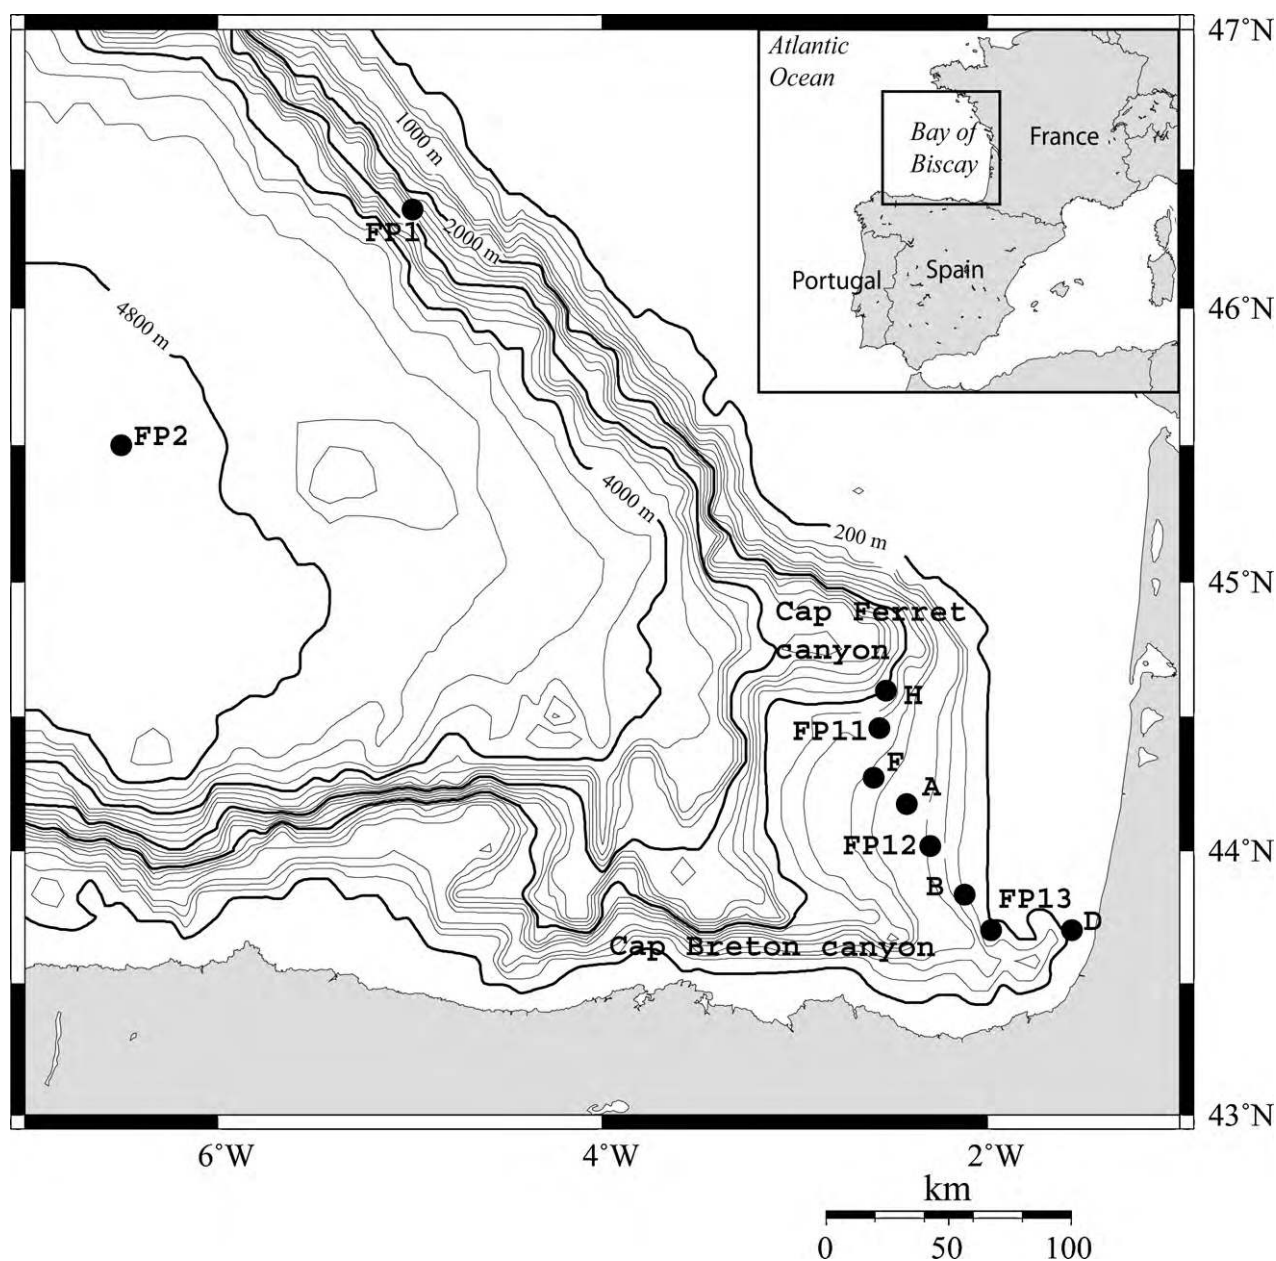 47°N
Atlantic
Ocean
Bay of
Biscay
France
Portugal
Spain
1000 m
FP1
2000 m
46°N
4800 m
FP2
4000 m
200 m
45°N
Cap Ferret
canyon
H
FP11
F
A
FP12
44°N
B
FP13
D
Cap Breton canyon
43°N
6°W
4°W
2°W
km
0
50
100